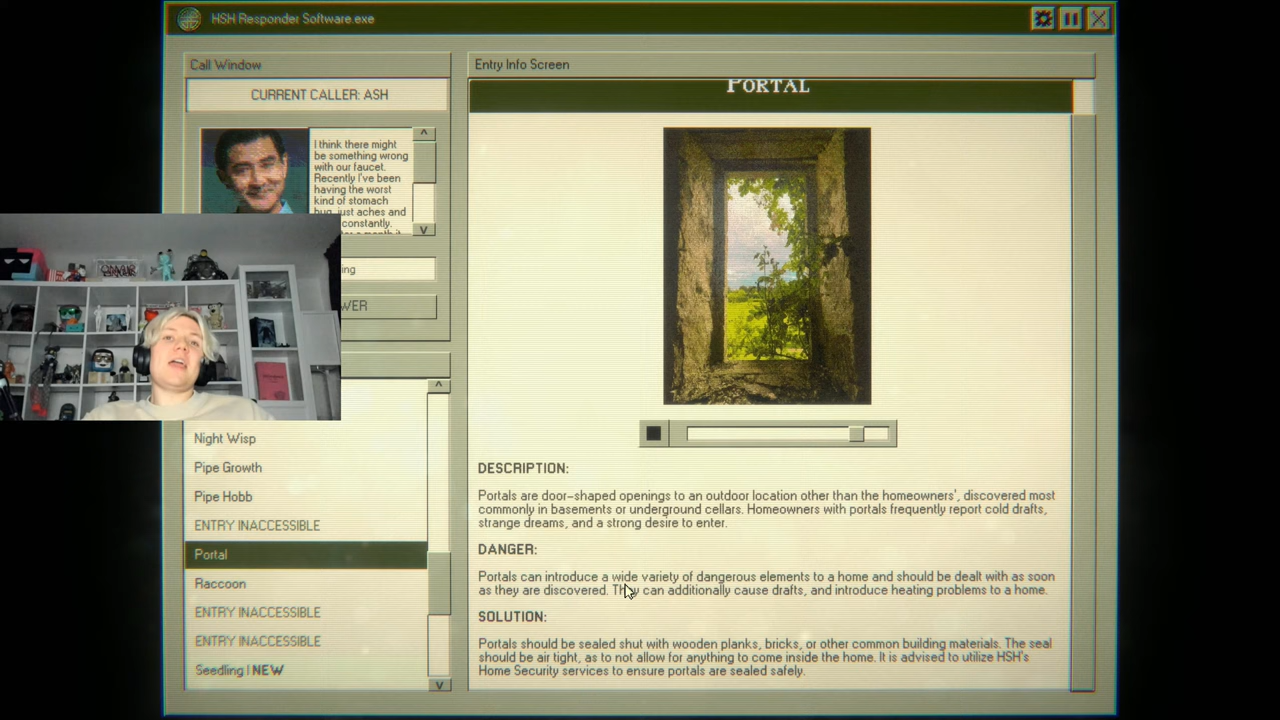 HSH Responder Software.exe
Call Window
CURRENT CALLER: ASH
I think there might
be something wrong
with our faucet.
Recently I've been
having the worst
kind of stomach
bug, just aches and
constantly.
Night Wisp
Pipe Growth
Pipe Hobb
ENTRY INACCESSIBLE
Portal
Raccoon
ENTRY INACCESSIBLE
ENTRY INACCESSIBLE
Seedling | NEW
Entry Info Screen
PORTAL
DESCRIPTION:
Portals are door-shaped openings to an outdoor location other than the homeowners', discovered most
commonly in basements or underground cellars. Homeowners with portals frequently report cold drafts,
strange dreams, and a strong desire to enter.
DANGER:
Portals can introduce a wide variety of dangerous elements to a home and should be dealt with as soon
as they are discovered. They can additionally cause drafts, and introduce heating problems to a home.
SOLUTION:
Portals should be sealed shut with wooden planks, bricks, or other common building materials. The seal
should be air tight, as to not allow for anything to come inside the home. It is advised to utilize HSH's
Home Security services to ensure portals are sealed safely.